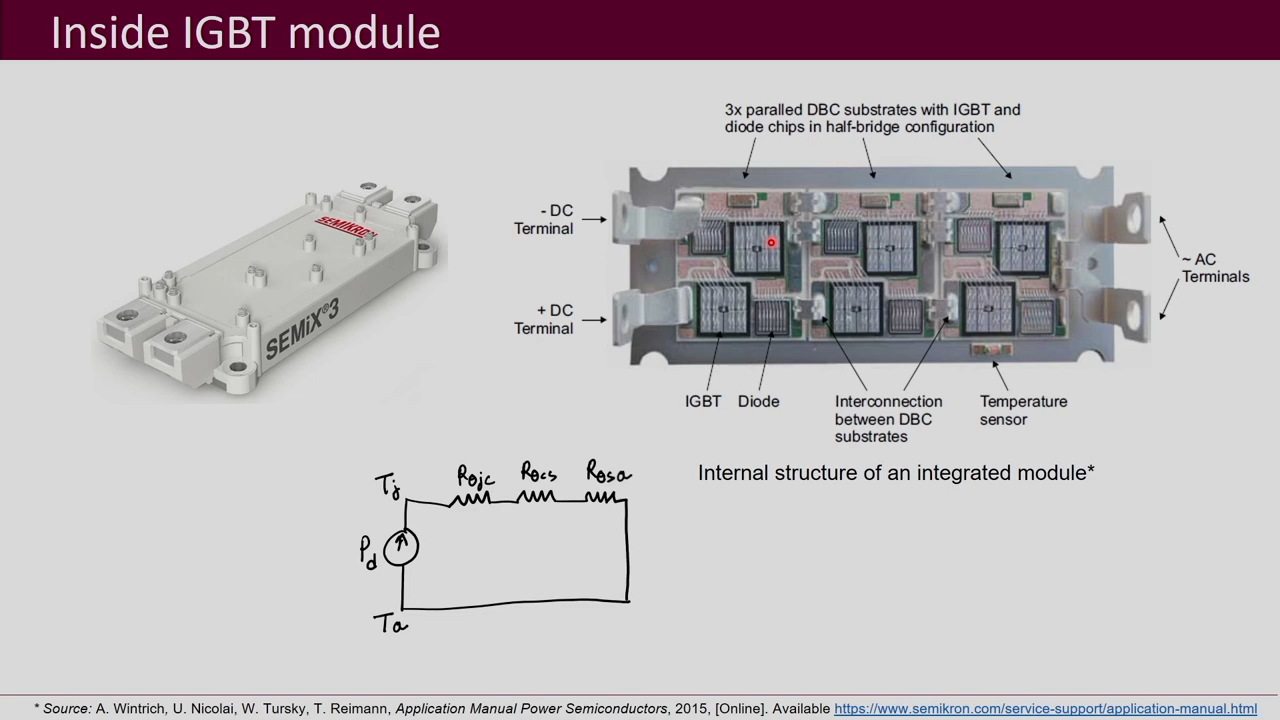 Inside IGBT module
3x paralled DBC substrates with IGBT and
diode chips in half-bridge configuration
- DC
Terminal
+ DC
Terminal
~ AC
Terminals
SEMIKRON
SEMiX®3
IGBT
Diode
Interconnection
between DBC
substrates
Temperature
sensor
Internal structure of an integrated module*
Tj
Rθjc
Rθcs
Rθsa
Pd
Ta
* Source: A. Wintrich, U. Nicolai, W. Tursky, T. Reimann, Application Manual Power Semiconductors, 2015, [Online]. Available https://www.semikron.com/service-support/application-manual.html